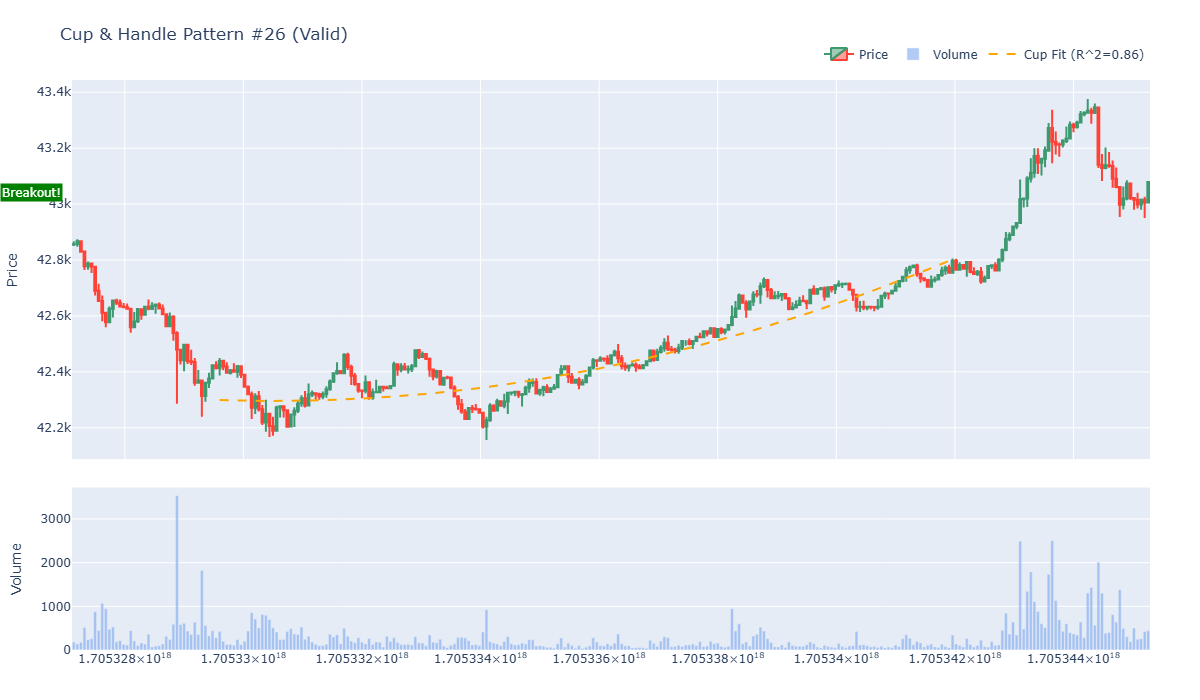 Cup & Handle Pattern #26 (Valid)
Price
Volume
Cup Fit (R^2=0.86)
43.4k
43.2k
Breakout!
43k
42.8k
42.6k
42.4k
42.2k
Price
3000
2000
1000
0
Volume
1.705328×10¹⁸
1.70533×10¹⁸
1.705332×10¹⁸
1.705334×10¹⁸
1.705336×10¹⁸
1.705338×10¹⁸
1.70534×10¹⁸
1.705342×10¹⁸
1.705344×10¹⁸